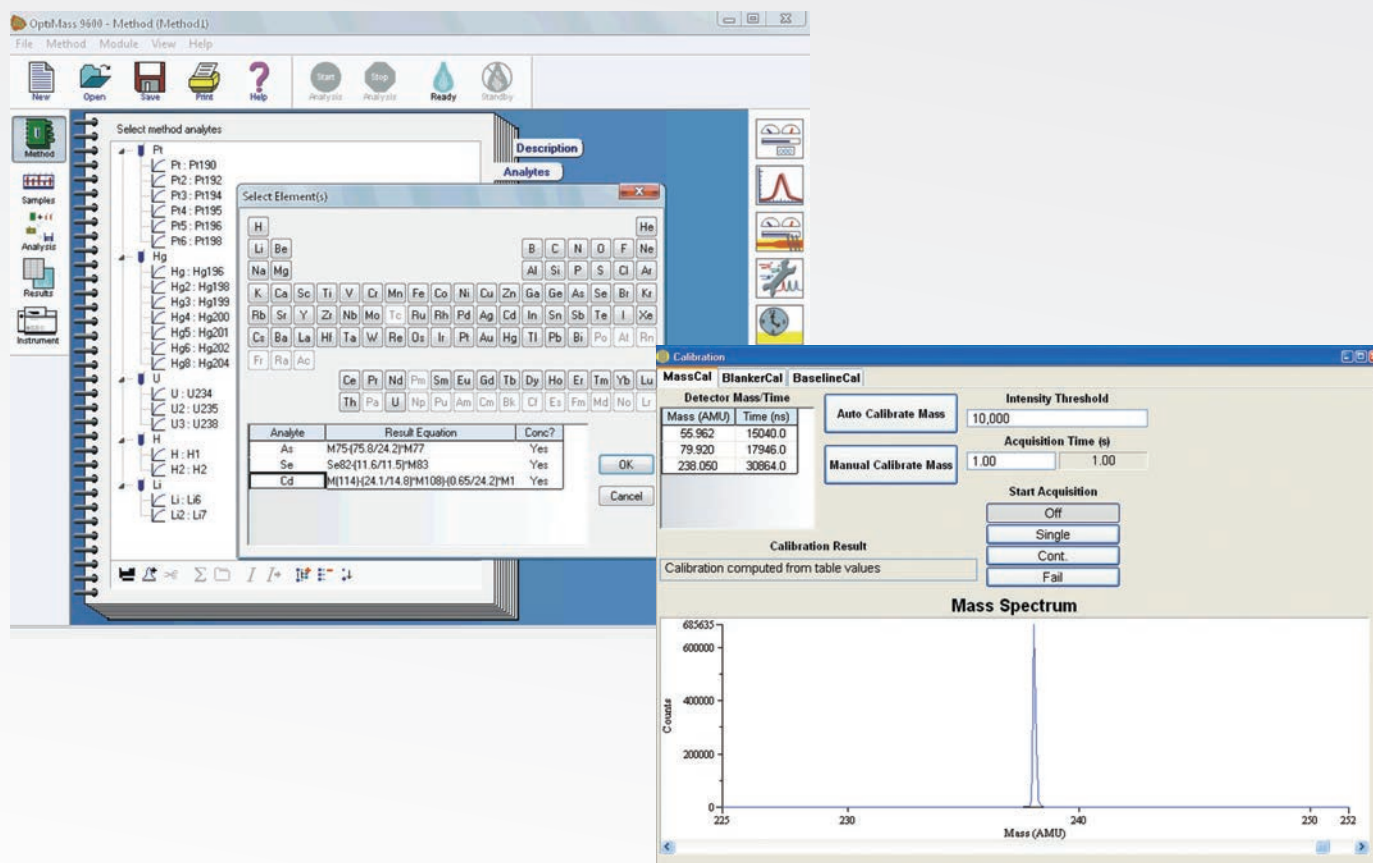 OptiMass 9600 - Method (Method1)
File Method Module View Help
New Open Save Print Help Start Analysis Stop Analysis Ready Standby
Method
Samples
Analysis
Results
Instrument
Select method analytes
Description
Analytes
Pt
Pt : Pt190
Pt2 : Pt192
Pt3 : Pt194
Pt4 : Pt195
Pt5 : Pt196
Pt6 : Pt198
Hg
Hg : Hg196
Hg2 : Hg198
Hg3 : Hg199
Hg4 : Hg200
Hg5 : Hg201
Hg6 : Hg202
Hg8 : Hg204
U
U : U234
U2 : U235
U3 : U238
H
H : H1
H2 : H2
Li
Li : Li6
Li2 : Li7
Select Element(s)
H He
Li Be B C N O F Ne
Na Mg Al Si P S Cl Ar
K Ca Sc Ti V Cr Mn Fe Co Ni Cu Zn Ga Ge As Se Br Kr
Rb Sr Y Zr Nb Mo Tc Ru Rh Pd Ag Cd In Sn Sb Te I Xe
Cs Ba La Hf Ta W Re Os Ir Pt Au Hg Tl Pb Bi Po At Rn
Fr Ra Ac
Ce Pr Nd Pm Sm Eu Gd Tb Dy Ho Er Tm Yb Lu
Th Pa U Np Pu Am Cm Bk Cf Es Fm Md No Lr
Analyte Result Equation Conc?
As M75-(75.8/24.2)*M77 Yes
Se Se82-(11.6/11.5)*M83 Yes
Cd M(114)-(24.1/14.8)*M108)-(0.65/24.2)*M1 Yes
OK
Cancel
Calibration
MassCal BlankerCal BaselineCal
Detector Mass/Time
Mass (AMU) Time (ns)
55.962 15040.0
79.920 17946.0
238.050 30864.0
Auto Calibrate Mass
Manual Calibrate Mass
Intensity Threshold
10,000
Acquisition Time (s)
1.00 1.00
Start Acquisition
Off
Single
Cont.
Fail
Calibration Result
Calibration computed from table values
Mass Spectrum
685635
600000
400000
200000
0
Counts
225 230 240 250 252
Mass (AMU)